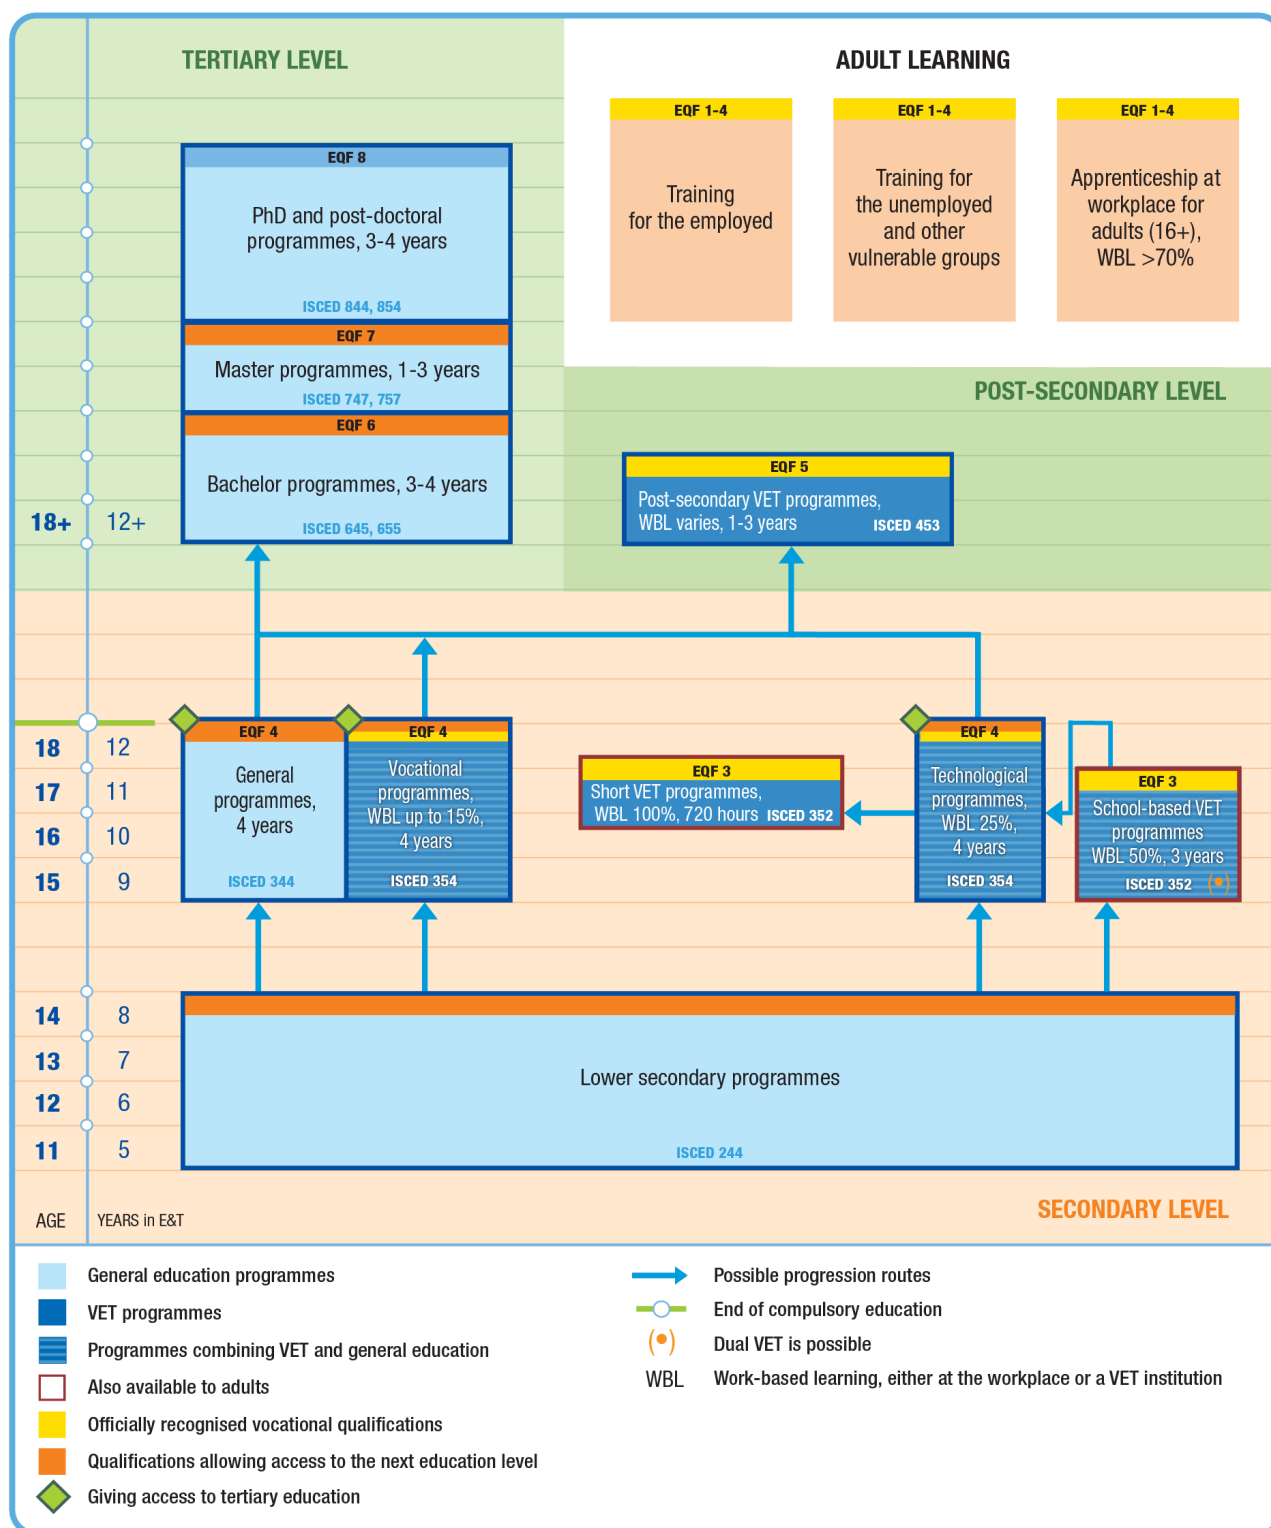 TERTIARY LEVEL
ADULT LEARNING
EQF 1-4
Training
for the employed
EQF 1-4
Training for
the unemployed
and other
vulnerable groups
EQF 1-4
Apprenticeship at
workplace for
adults (16+),
WBL >70%
EQF 8
PhD and post-doctoral
programmes, 3-4 years
ISCED 844, 854
EQF 7
Master programmes, 1-3 years
ISCED 747, 757
EQF 6
Bachelor programmes, 3-4 years
ISCED 645, 655
POST-SECONDARY LEVEL
EQF 5
Post-secondary VET programmes,
WBL varies, 1-3 years ISCED 453
18+ 12+
EQF 4
General
programmes,
4 years
ISCED 344
EQF 4
Vocational
programmes,
WBL up to 15%,
4 years
ISCED 354
EQF 3
Short VET programmes,
WBL 100%, 720 hours ISCED 352
EQF 4
Technological
programmes,
WBL 25%,
4 years
ISCED 354
EQF 3
School-based VET
programmes
WBL 50%, 3 years
ISCED 352
18 12
17 11
16 10
15 9
14 8
13 7
12 6
11 5
Lower secondary programmes
ISCED 244
AGE YEARS in E&T
SECONDARY LEVEL
General education programmes
VET programmes
Programmes combining VET and general education
Also available to adults
Officially recognised vocational qualifications
Qualifications allowing access to the next education level
Giving access to tertiary education
Possible progression routes
End of compulsory education
Dual VET is possible
WBL Work-based learning, either at the workplace or a VET institution